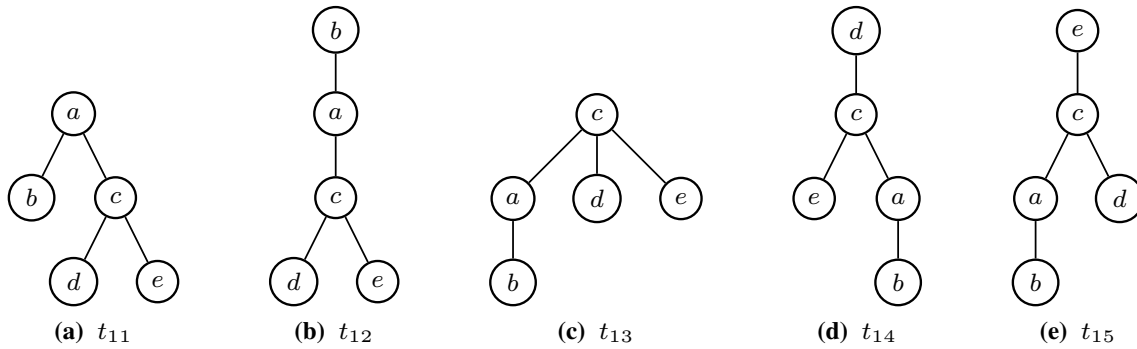 b d e
a a c c c
b c c a d e e a a d
d e d e b b b
(a) t11 (b) t12 (c) t13 (d) t14 (e) t15